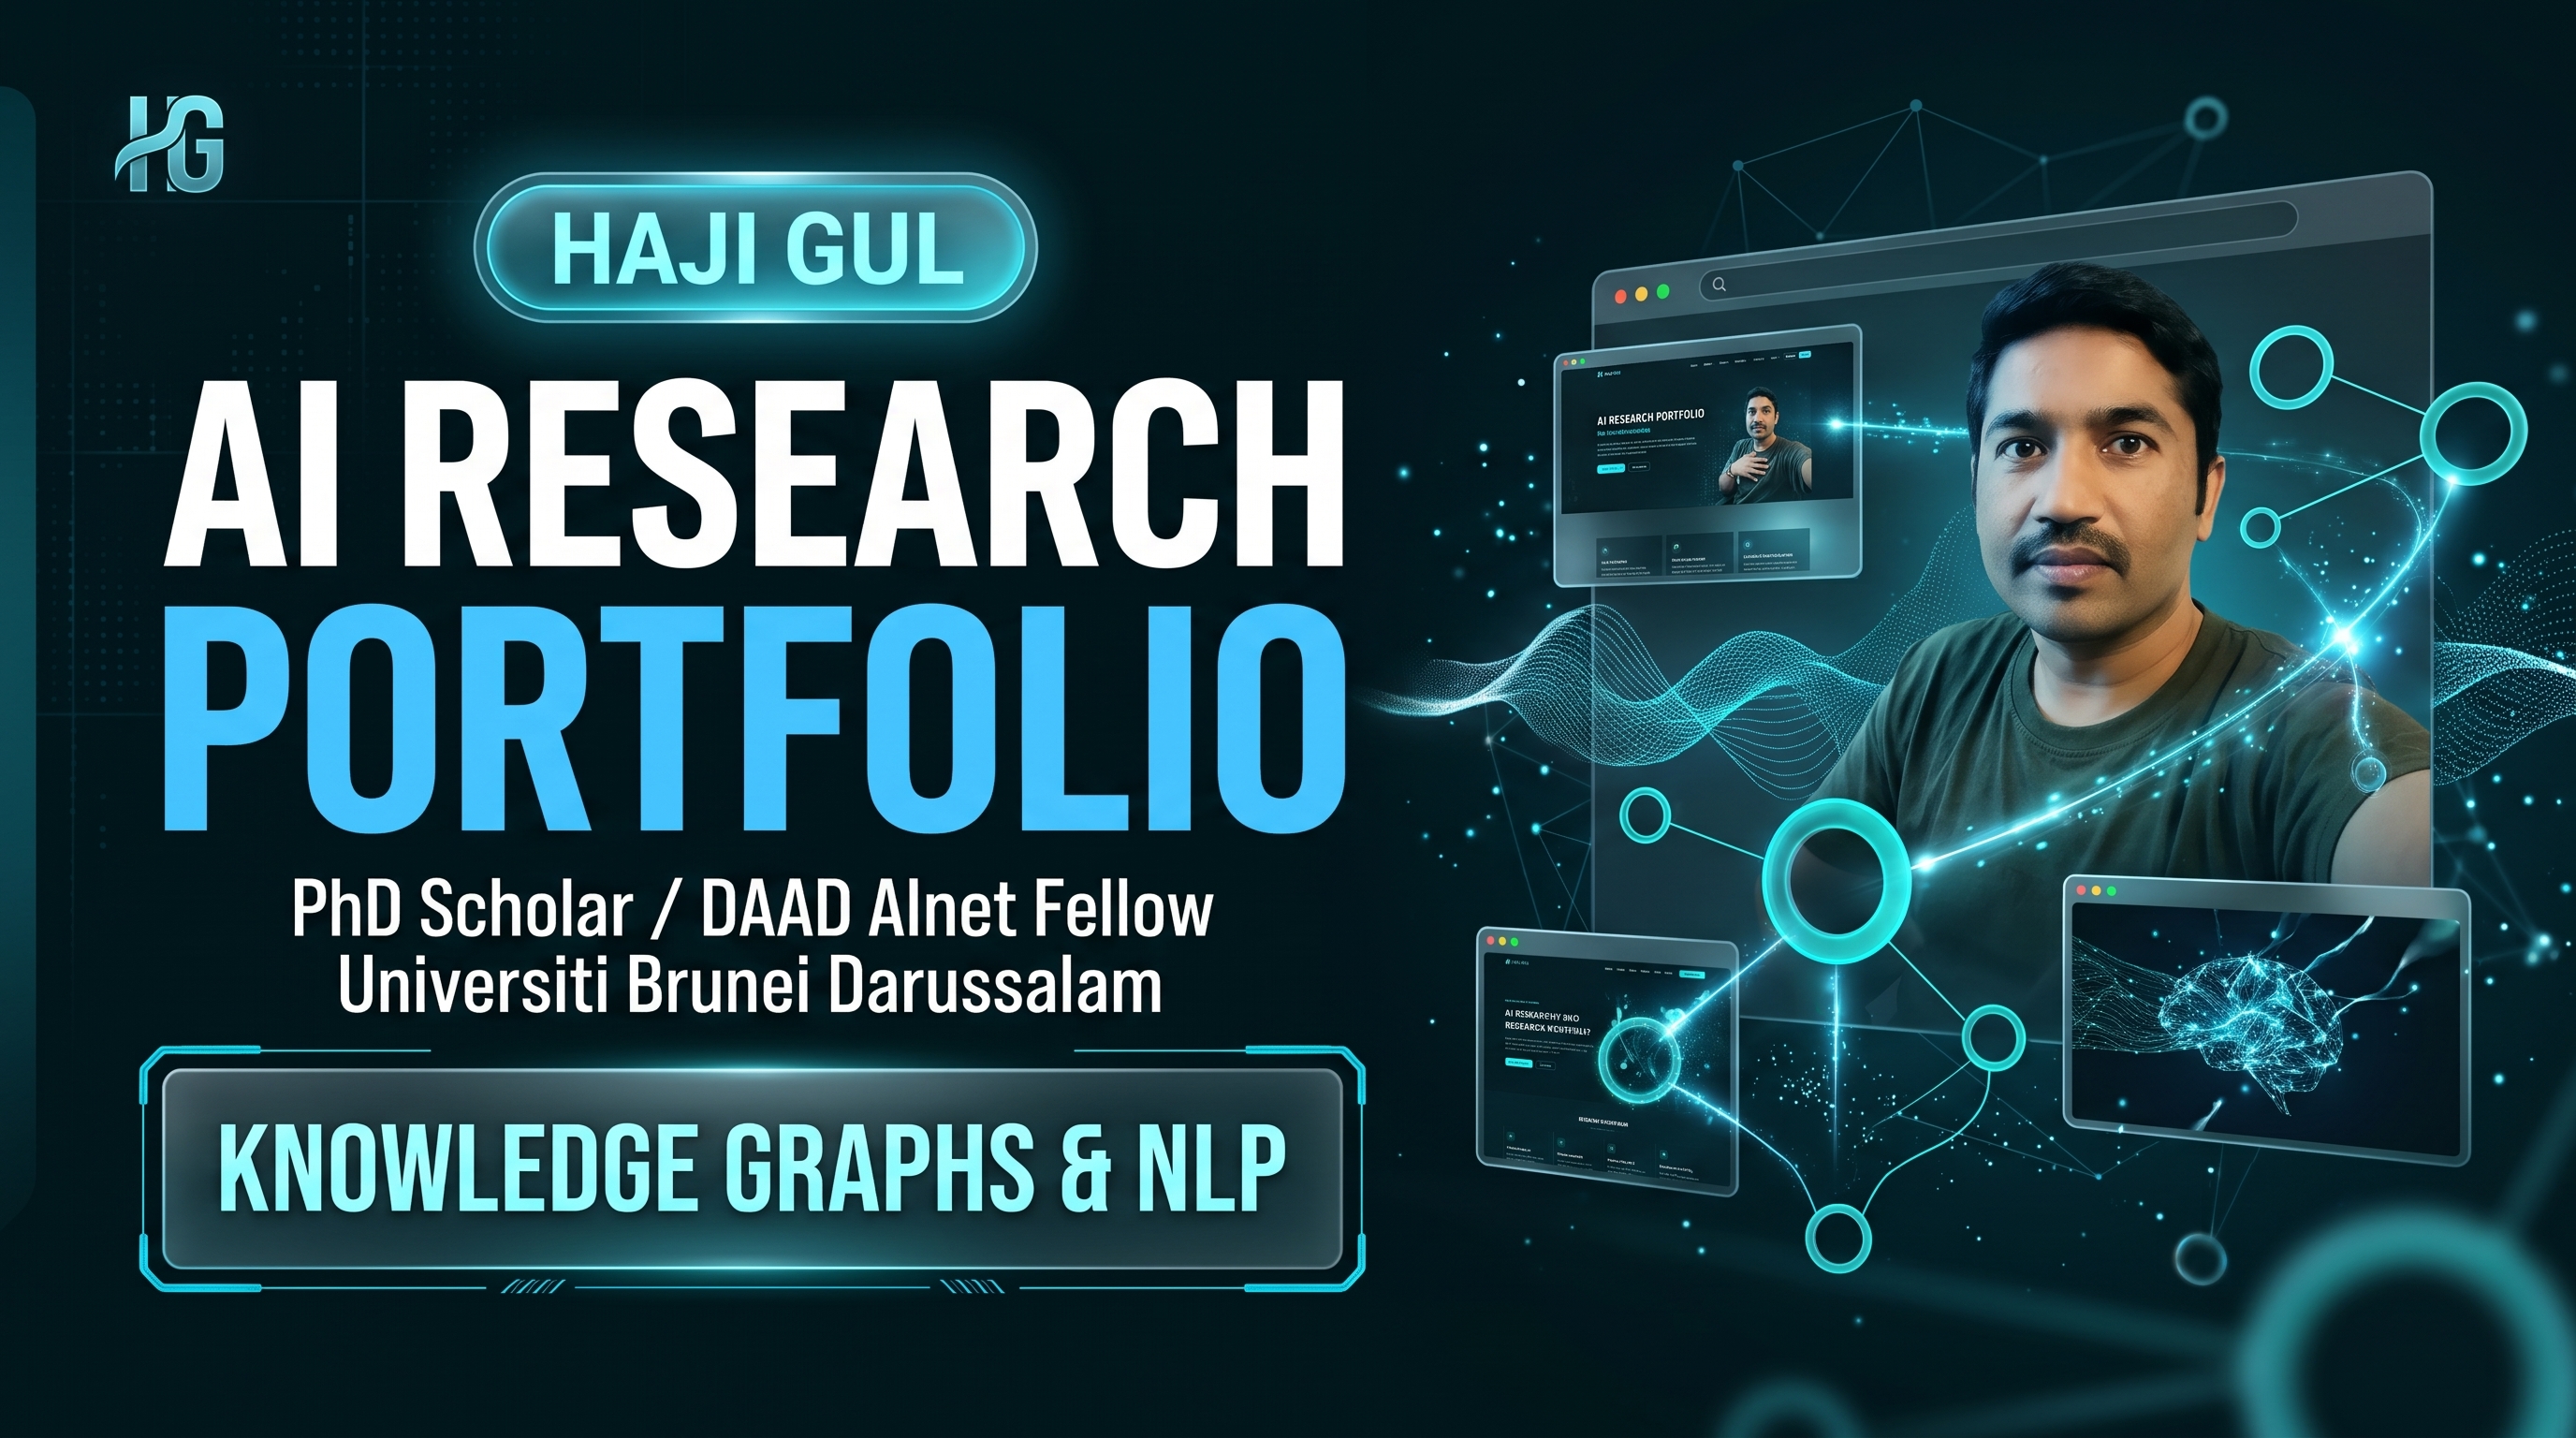 HG
HAJI GUL
AI RESEARCH
PORTFOLIO
PhD Scholar / DAAD AInet Fellow
Universiti Brunei Darussalam
KNOWLEDGE GRAPHS & NLP
AI RESEARCH PORTFOLIO